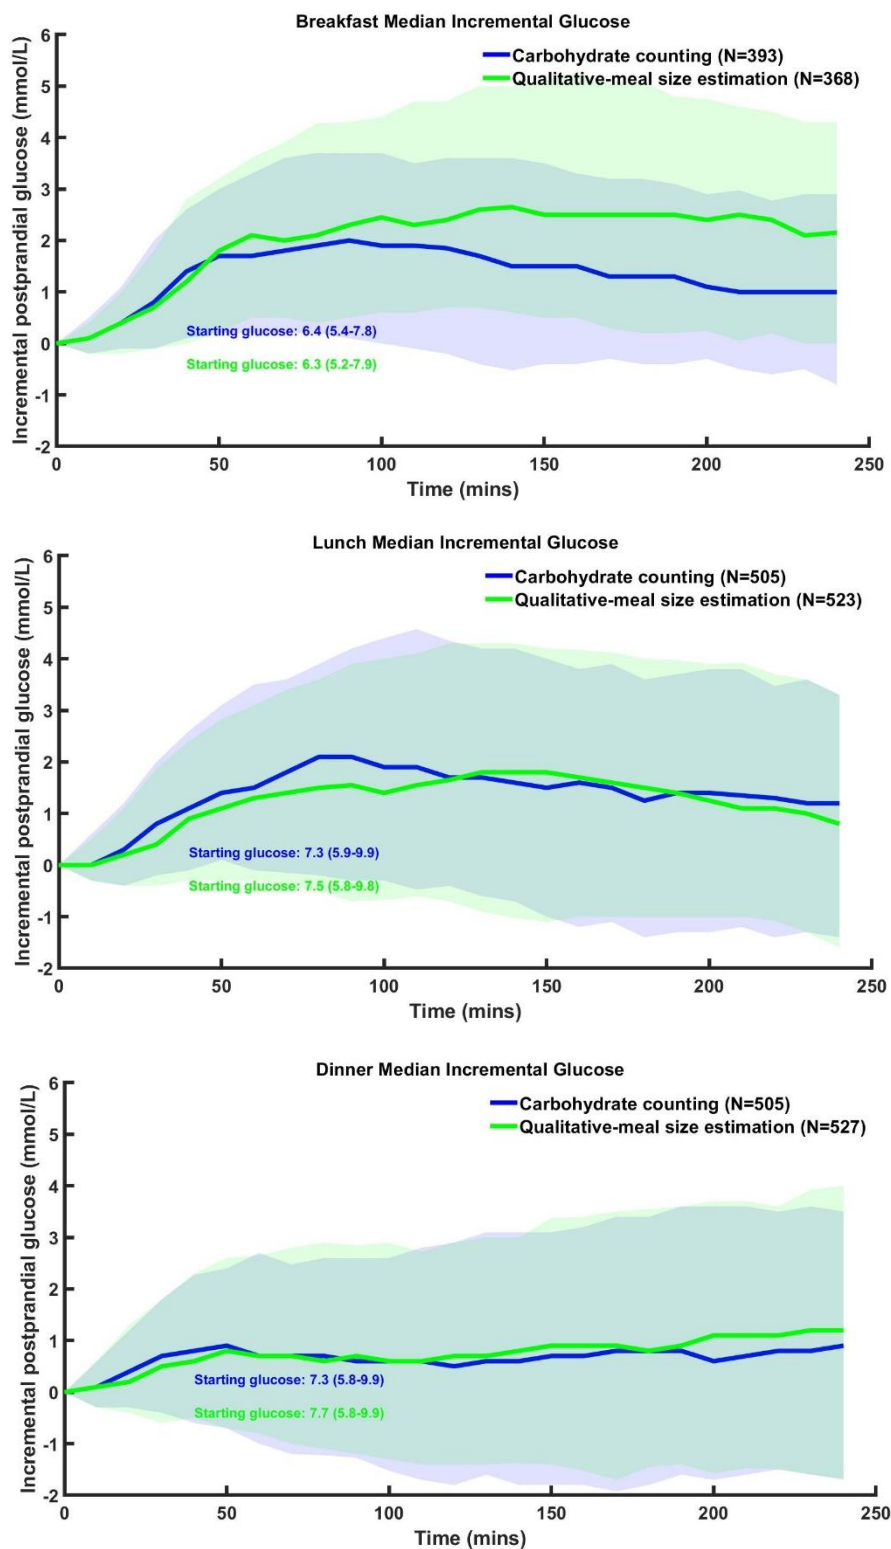 Breakfast Median Incremental Glucose
Incremental postprandial glucose (mmol/L)
6
5
4
3
2
1
0
-1
-2
Carbohydrate counting (N=393)
Qualitative-meal size estimation (N=368)
Starting glucose: 6.4 (5.4-7.8)
Starting glucose: 6.3 (5.2-7.9)
0 50 100 150 200 250
Time (mins)
Lunch Median Incremental Glucose
Incremental postprandial glucose (mmol/L)
6
5
4
3
2
1
0
-1
-2
Carbohydrate counting (N=505)
Qualitative-meal size estimation (N=523)
Starting glucose: 7.3 (5.9-9.9)
Starting glucose: 7.5 (5.8-9.8)
0 50 100 150 200 250
Time (mins)
Dinner Median Incremental Glucose
Incremental postprandial glucose (mmol/L)
6
5
4
3
2
1
0
-1
-2
Carbohydrate counting (N=505)
Qualitative-meal size estimation (N=527)
Starting glucose: 7.3 (5.8-9.9)
Starting glucose: 7.7 (5.8-9.9)
0 50 100 150 200 250
Time (mins)